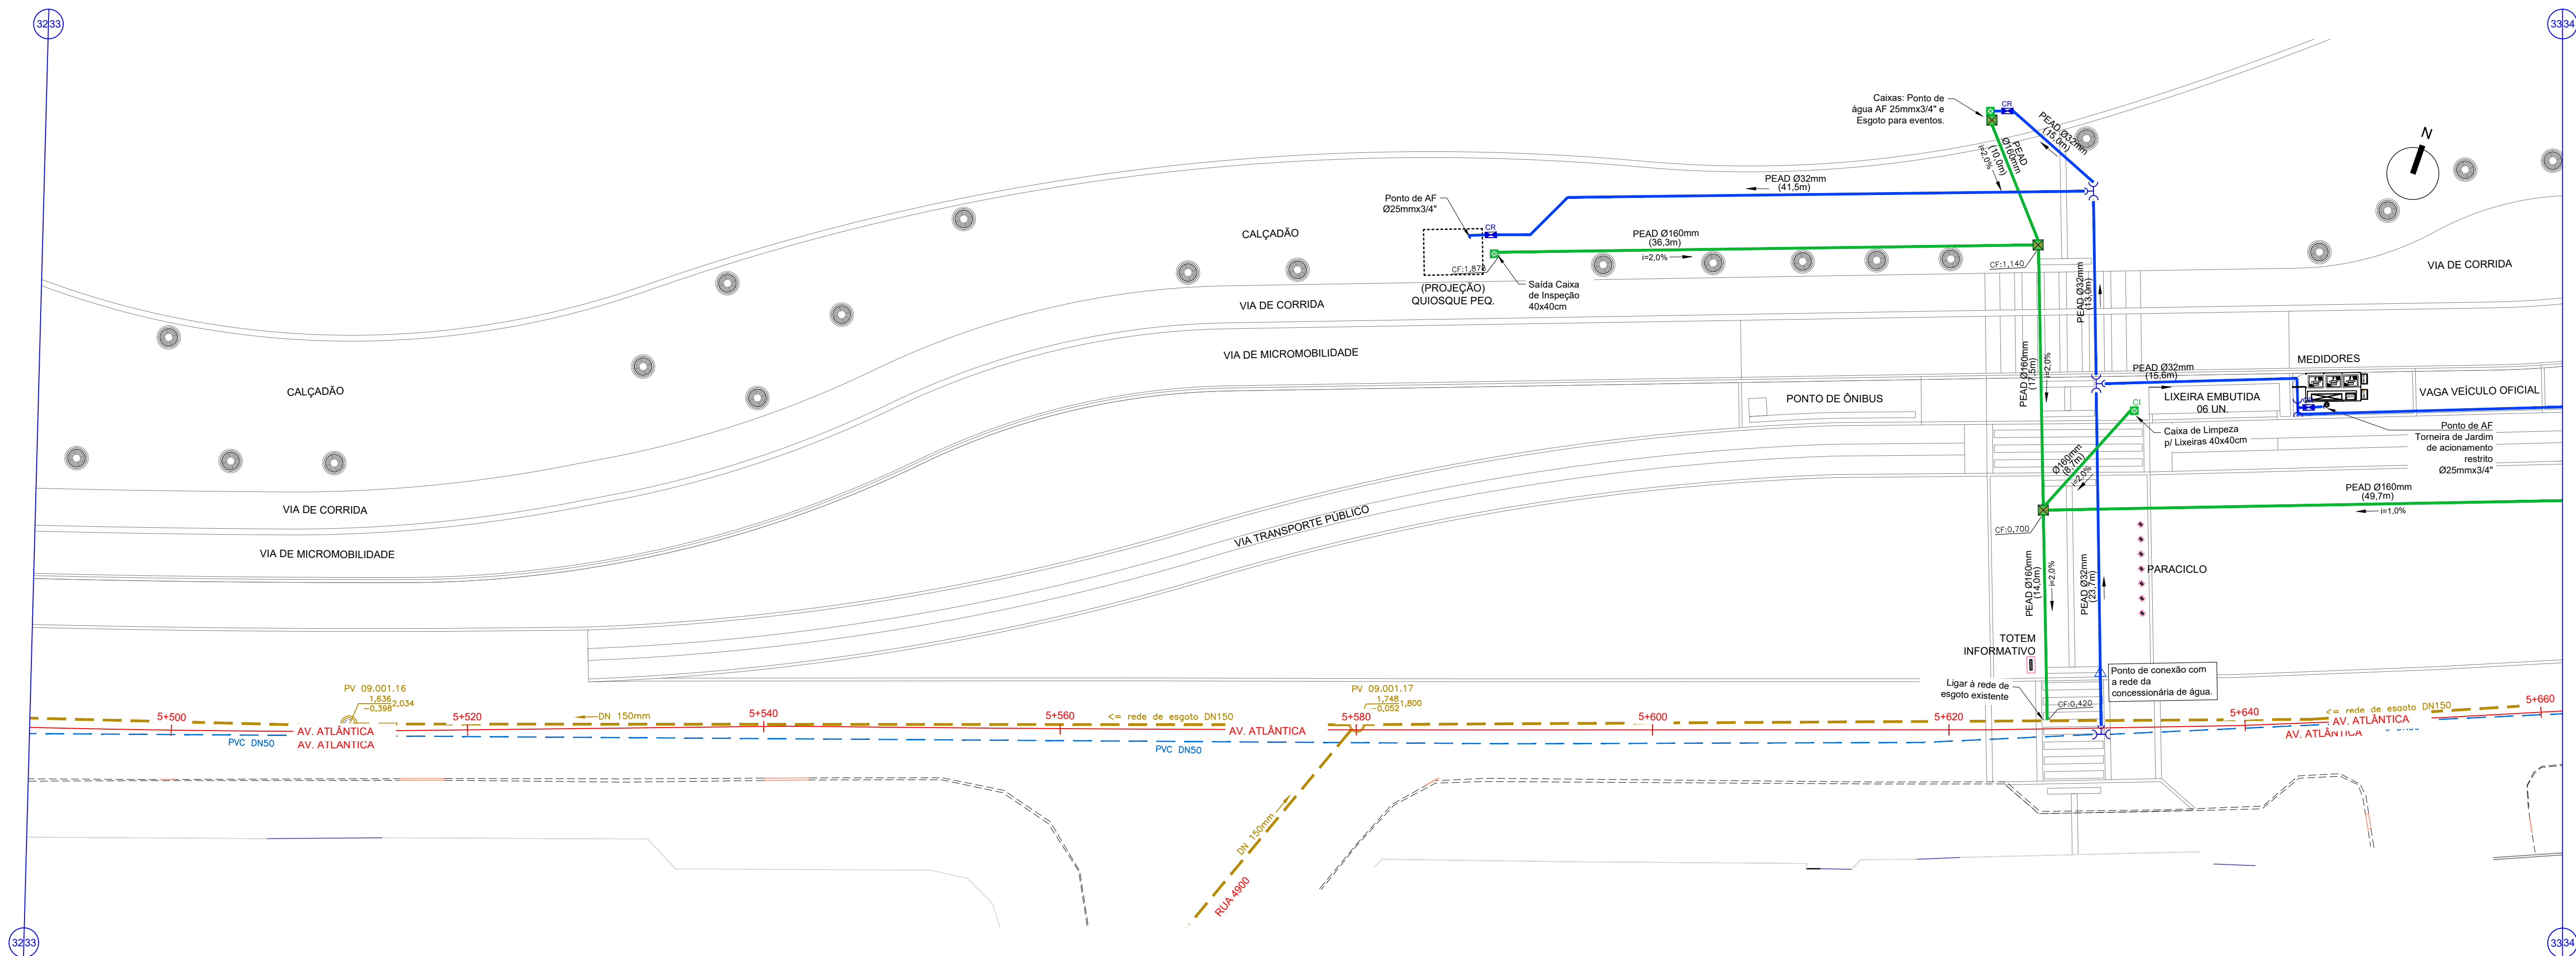 3233
3334
Caixas: Ponto de
água AF 25mmx3/4" e
Esgoto para eventos.
CR
PEAD Ø32mm
(15,0m)
PEAD
Ø160mm
(10,0m)
i=2,0%
N
PEAD Ø32mm
(41,5m)
Ponto de AF
Ø25mmx3/4"
CR
CALÇADÃO
PEAD Ø160mm
(36,3m)
i=2,0%
CF:1,140
VIA DE CORRIDA
(PROJEÇÃO)
QUIOSQUE PEQ.
Saída Caixa
de Inspeção
40x40cm
PEAD Ø32mm
(13,0m)
VIA DE CORRIDA
VIA DE MICROMOBILIDADE
PEAD Ø160mm
(17,5m)
i=2,0%
MEDIDORES
PEAD Ø32mm
(15,6m)
CALÇADÃO
PONTO DE ÔNIBUS
LIXEIRA EMBUTIDA
06 UN.
VAGA VEÍCULO OFICIAL
CI
Caixa de Limpeza
p/ Lixeiras 40x40cm
Ponto de AF
Torneira de Jardim
de acionamento
restrito
Ø25mmx3/4"
Ø160mm
(8,7m)
i=2,0%
PEAD Ø160mm
(49,7m)
i=1,0%
VIA DE CORRIDA
VIA TRANSPORTE PÚBLICO
CF:0,700
VIA DE MICROMOBILIDADE
PEAD Ø160mm
(14,0m)
i=2,0%
PEAD Ø32mm
(23,7m)
PARACICLO
TOTEM
INFORMATIVO
Ponto de conexão com
a rede da
concessionária de água.
Ligar à rede de
esgoto existente
CF:0,420
PV 09.001.16
1,636
-0,398
2,034
PV 09.001.17
1,748
-0,052
1,800
5+500
5+520
5+540
5+560
5+580
5+600
5+620
5+640
5+660
DN 150mm
<= rede de esgoto DN150
<= rede de esgoto DN150
AV. ATLÂNTICA
AV. ATLÂNTICA
AV. ATLÂNTICA
AV. ATLÂNTICA
AV. ATLÂNTICA
PVC DN50
PVC DN50
DN 150mm
RUA 4900
3233
3334